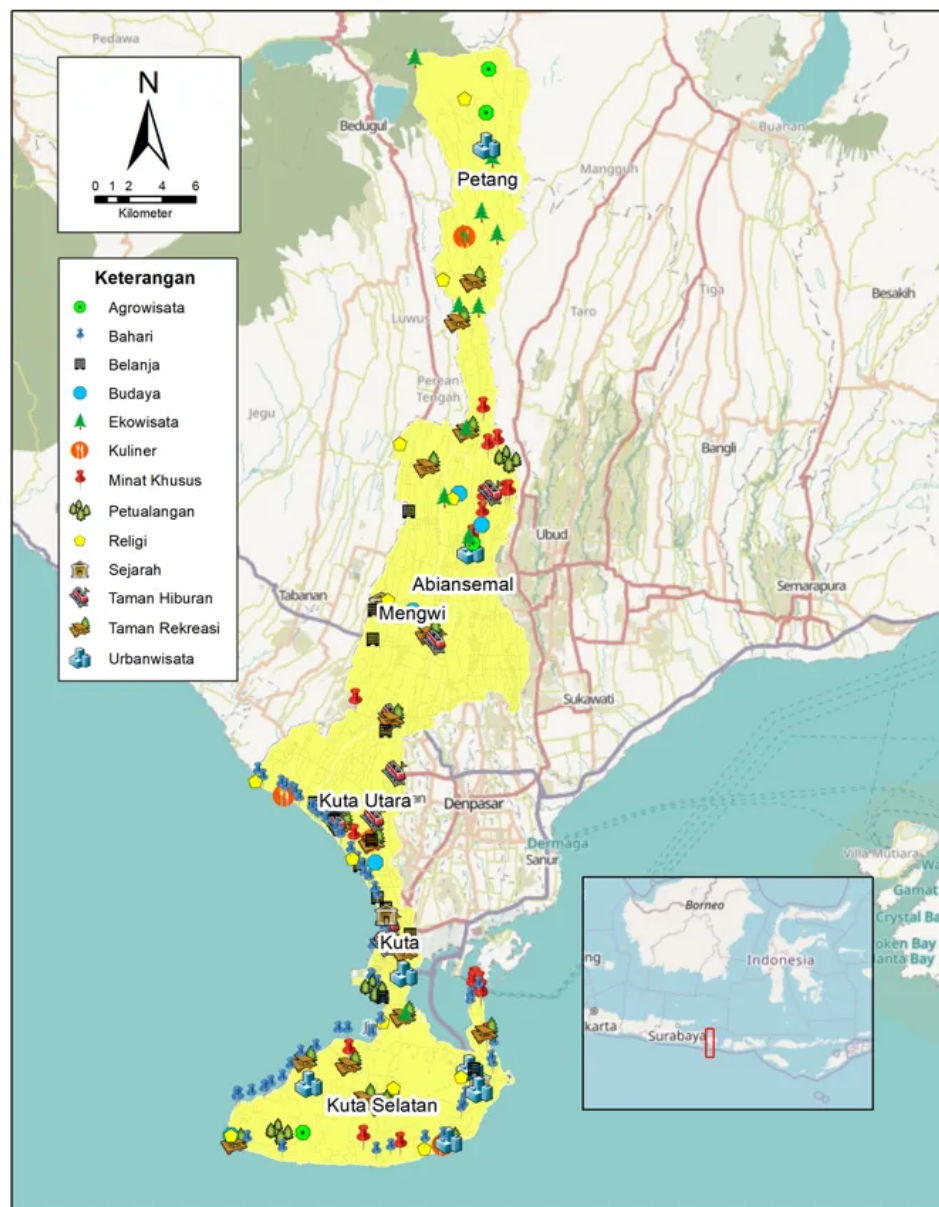 Pedawa
N
0 1 2 4 6
Kilometer
Bedugul
Buahan
Mangguh
Petang
Keterangan
Agrowisata
Bahari
Belanja
Budaya
Ekowisata
Kuliner
Minat Khusus
Petualangan
Religi
Sejarah
Taman Hiburan
Taman Rekreasi
Urbanwisata
Tiga
Besakih
Taro
Luwus
Perean
Tengah
Jegu
Bangli
Ubud
Abiansemal
Semarapura
Tabanan
Mengwi
Sukawati
Kuta Utara
Denpasar
Dermaga
Sanur
Villa Mutiara
Gamat
Crystal Ba
oken Bay
lanta Bay
Kuta
Borneo
Indonesia
ng
karta
Surabaya
Kuta Selatan